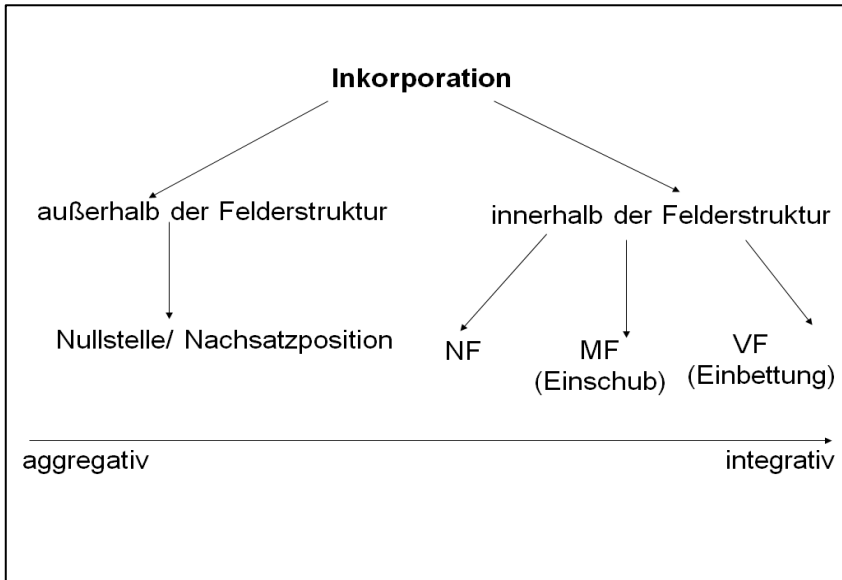 Inkorporation
außerhalb der Felderstruktur
innerhalb der Felderstruktur
Nullstelle/ Nachsatzposition
NF
MF
(Einschub)
VF
(Einbettung)
aggregativ
integrativ